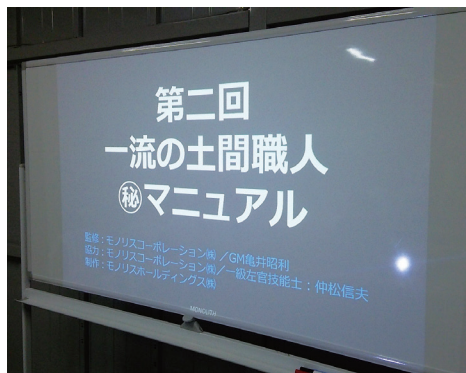 第二回
一流の土間職人
㊙マニュアル
監修：モノリスコーポレーション㈱／GM亀井昭利
協力：モノリスコーポレーション㈱／一級左官技能士：仲松信夫
制作：モノリスホールディングス㈱